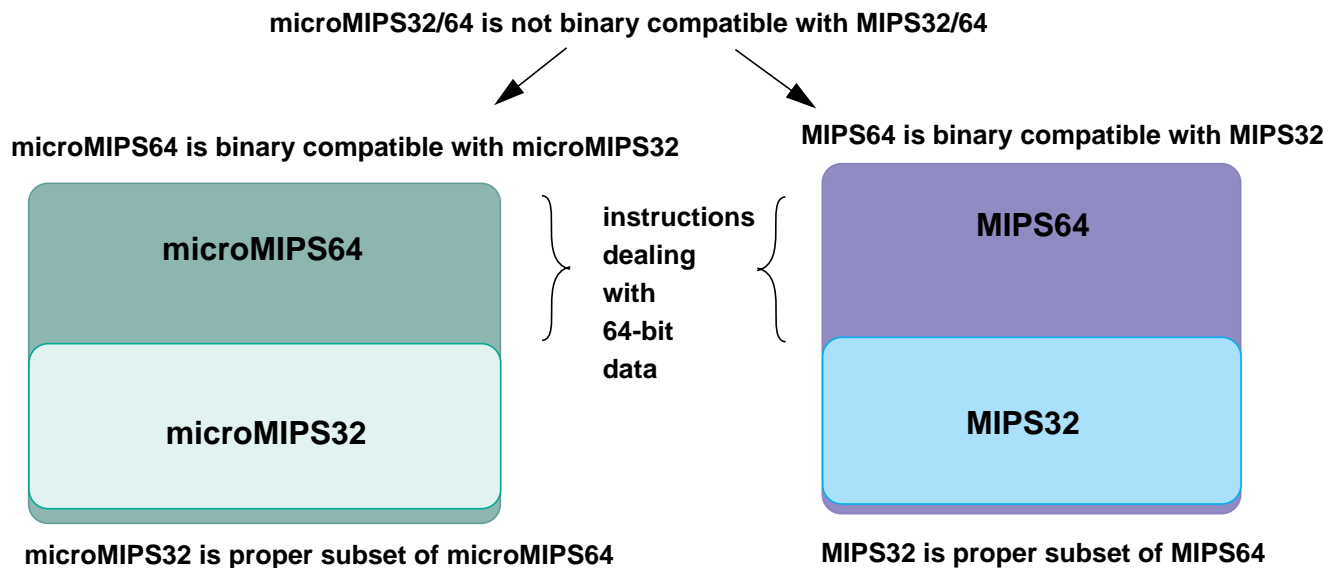 microMIPS32/64 is not binary compatible with MIPS32/64
microMIPS64 is binary compatible with microMIPS32
MIPS64 is binary compatible with MIPS32
microMIPS64
instructions
dealing
with
64-bit
data
MIPS64
microMIPS32
MIPS32
microMIPS32 is proper subset of microMIPS64
MIPS32 is proper subset of MIPS64